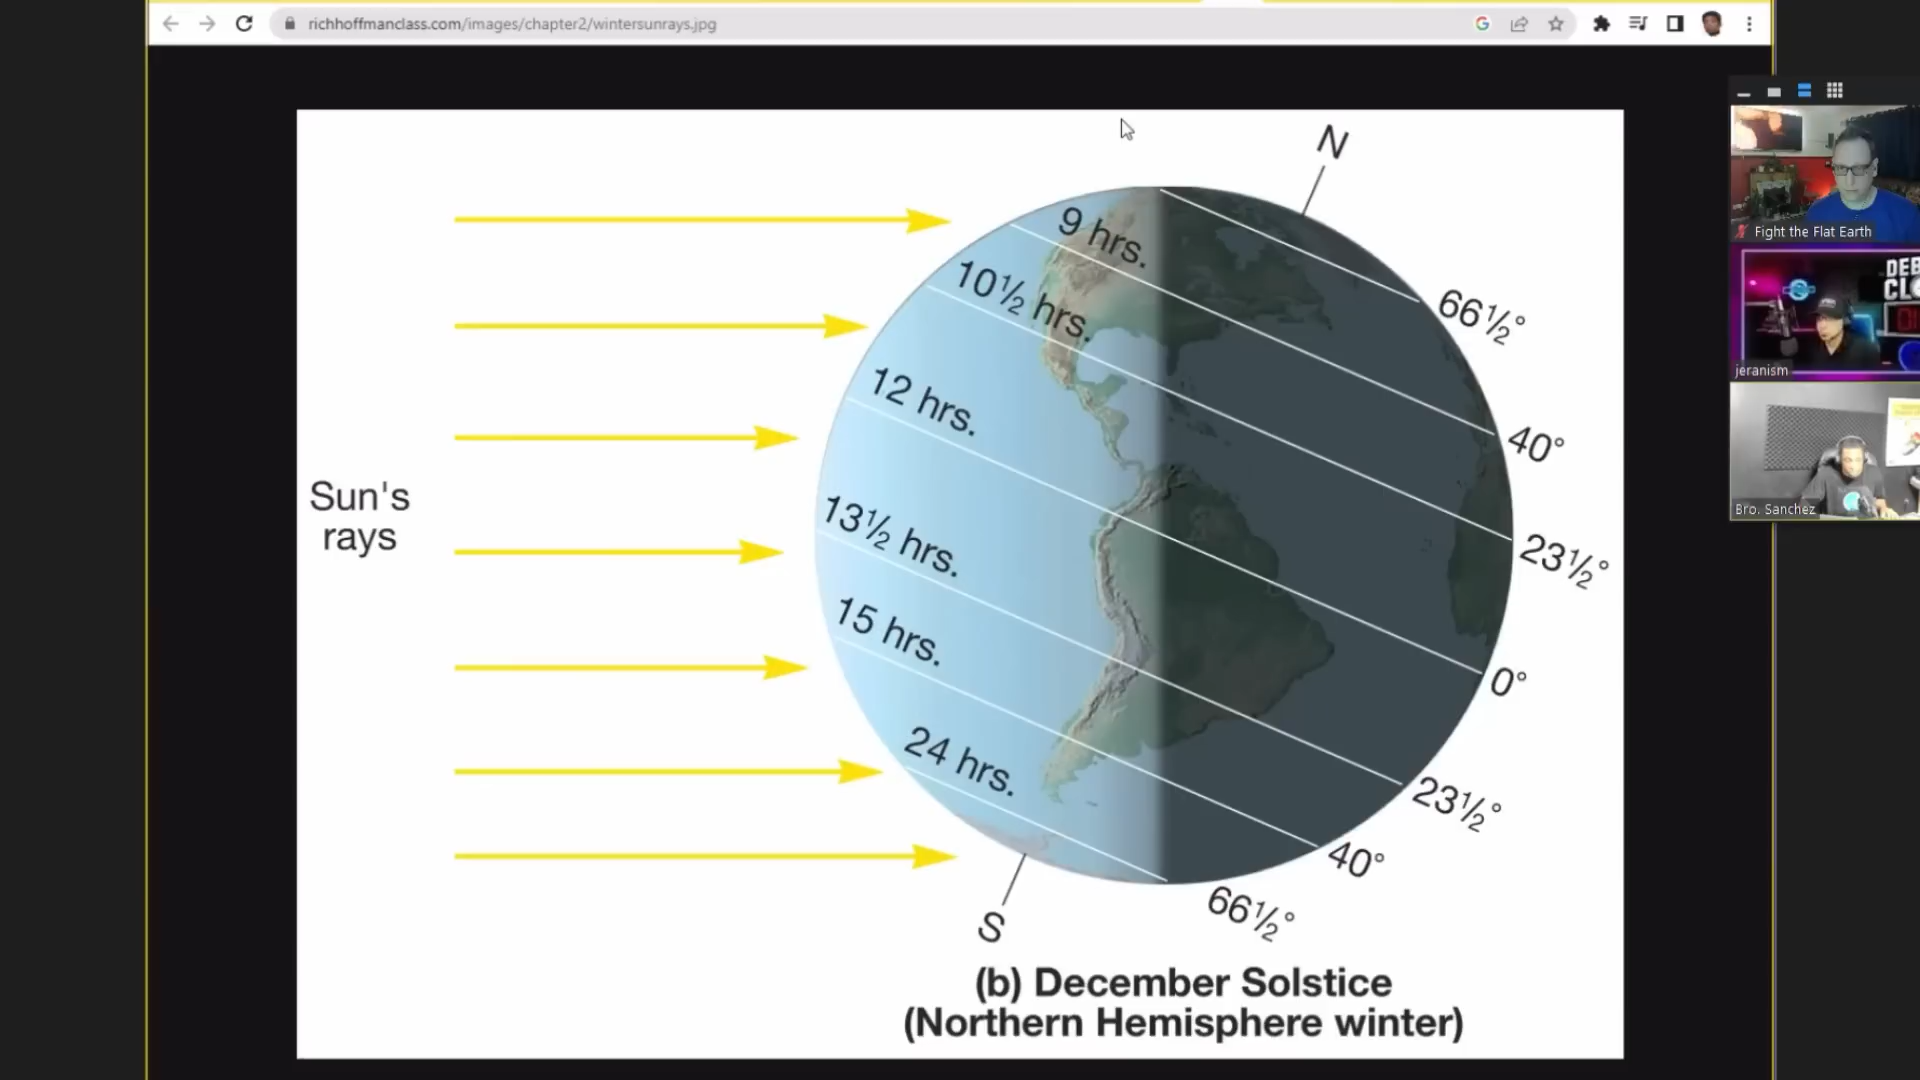 richhoffmanclass.com/images/chapter2/wintersunrays.jpg
N
9 hrs.
10½ hrs.
66½°
Fight the Flat Earth
DEB
CL
jeranism
12 hrs.
40°
Sun's
rays
13½ hrs.
23½°
Bro. Sanchez
15 hrs.
0°
24 hrs.
23½°
40°
66½°
S
(b) December Solstice
(Northern Hemisphere winter)